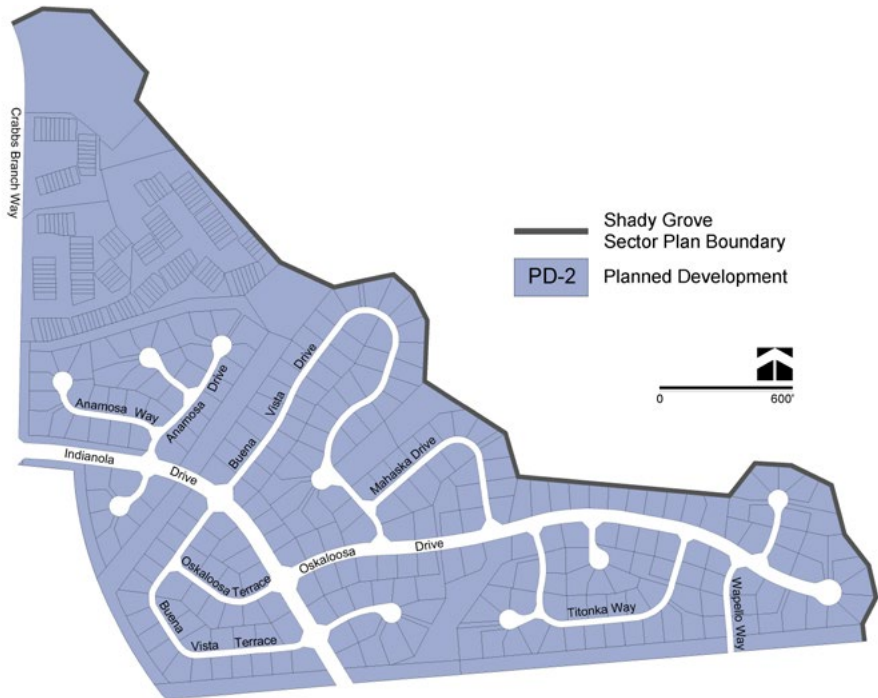 Crabbs Branch Way
Shady Grove
Sector Plan Boundary
PD-2
Planned Development
0
600'
Anamosa Way
Anamosa Drive
Buena Vista Drive
Indianola Drive
Mahaska Drive
Oskaloosa Drive
Oskaloosa Terrace
Buena Vista Terrace
Titonka Way
Wapello Way